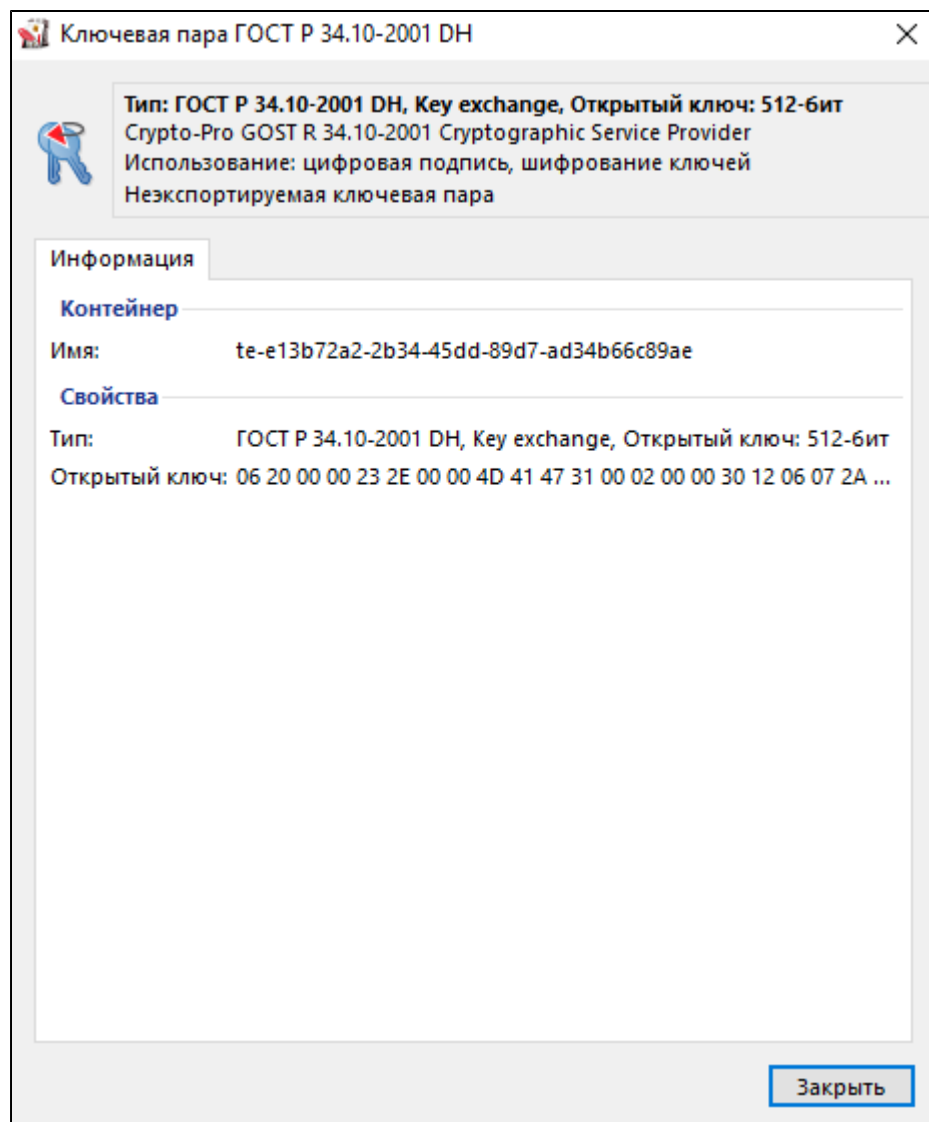 Ключевая пара ГОСТ Р 34.10-2001 DH
Тип: ГОСТ Р 34.10-2001 DH, Key exchange, Открытый ключ: 512-бит
Crypto-Pro GOST R 34.10-2001 Cryptographic Service Provider
Использование: цифровая подпись, шифрование ключей
Неэкспортируемая ключевая пара
Информация
Контейнер
Имя: te-e13b72a2-2b34-45dd-89d7-ad34b66c89ae
Свойства
Тип: ГОСТ Р 34.10-2001 DH, Key exchange, Открытый ключ: 512-бит
Открытый ключ: 06 20 00 00 23 2E 00 00 4D 41 47 31 00 02 00 00 30 12 06 07 2A ...
Закрыть